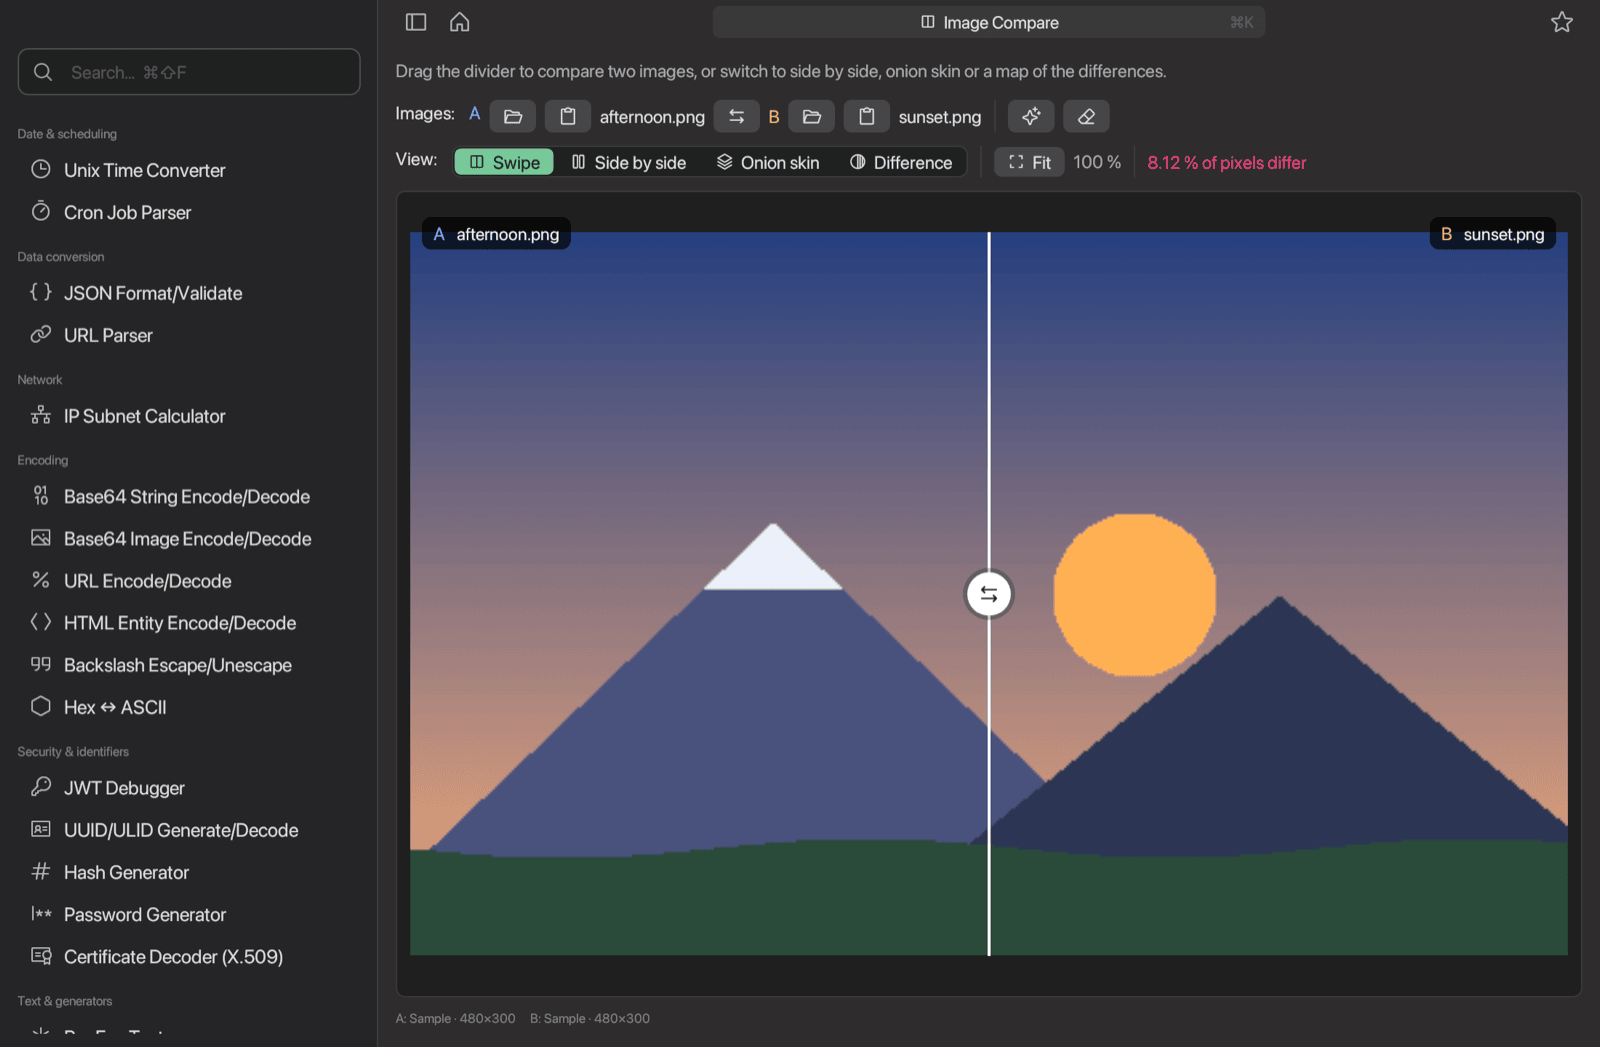 Search... ⌘⇧F
Date & scheduling
Unix Time Converter
Cron Job Parser
Data conversion
JSON Format/Validate
URL Parser
Network
IP Subnet Calculator
Encoding
Base64 String Encode/Decode
Base64 Image Encode/Decode
URL Encode/Decode
HTML Entity Encode/Decode
Backslash Escape/Unescape
Hex ↔ ASCII
Security & identifiers
JWT Debugger
UUID/ULID Generate/Decode
Hash Generator
Password Generator
Certificate Decoder (X.509)
Text & generators
Image Compare ⌘K
Drag the divider to compare two images, or switch to side by side, onion skin or a map of the differences.
Images: A afternoon.png B sunset.png
View: Swipe Side by side Onion skin Difference Fit 100 % 8.12 % of pixels differ
A afternoon.png B sunset.png
A: Sample · 480×300 B: Sample · 480×300